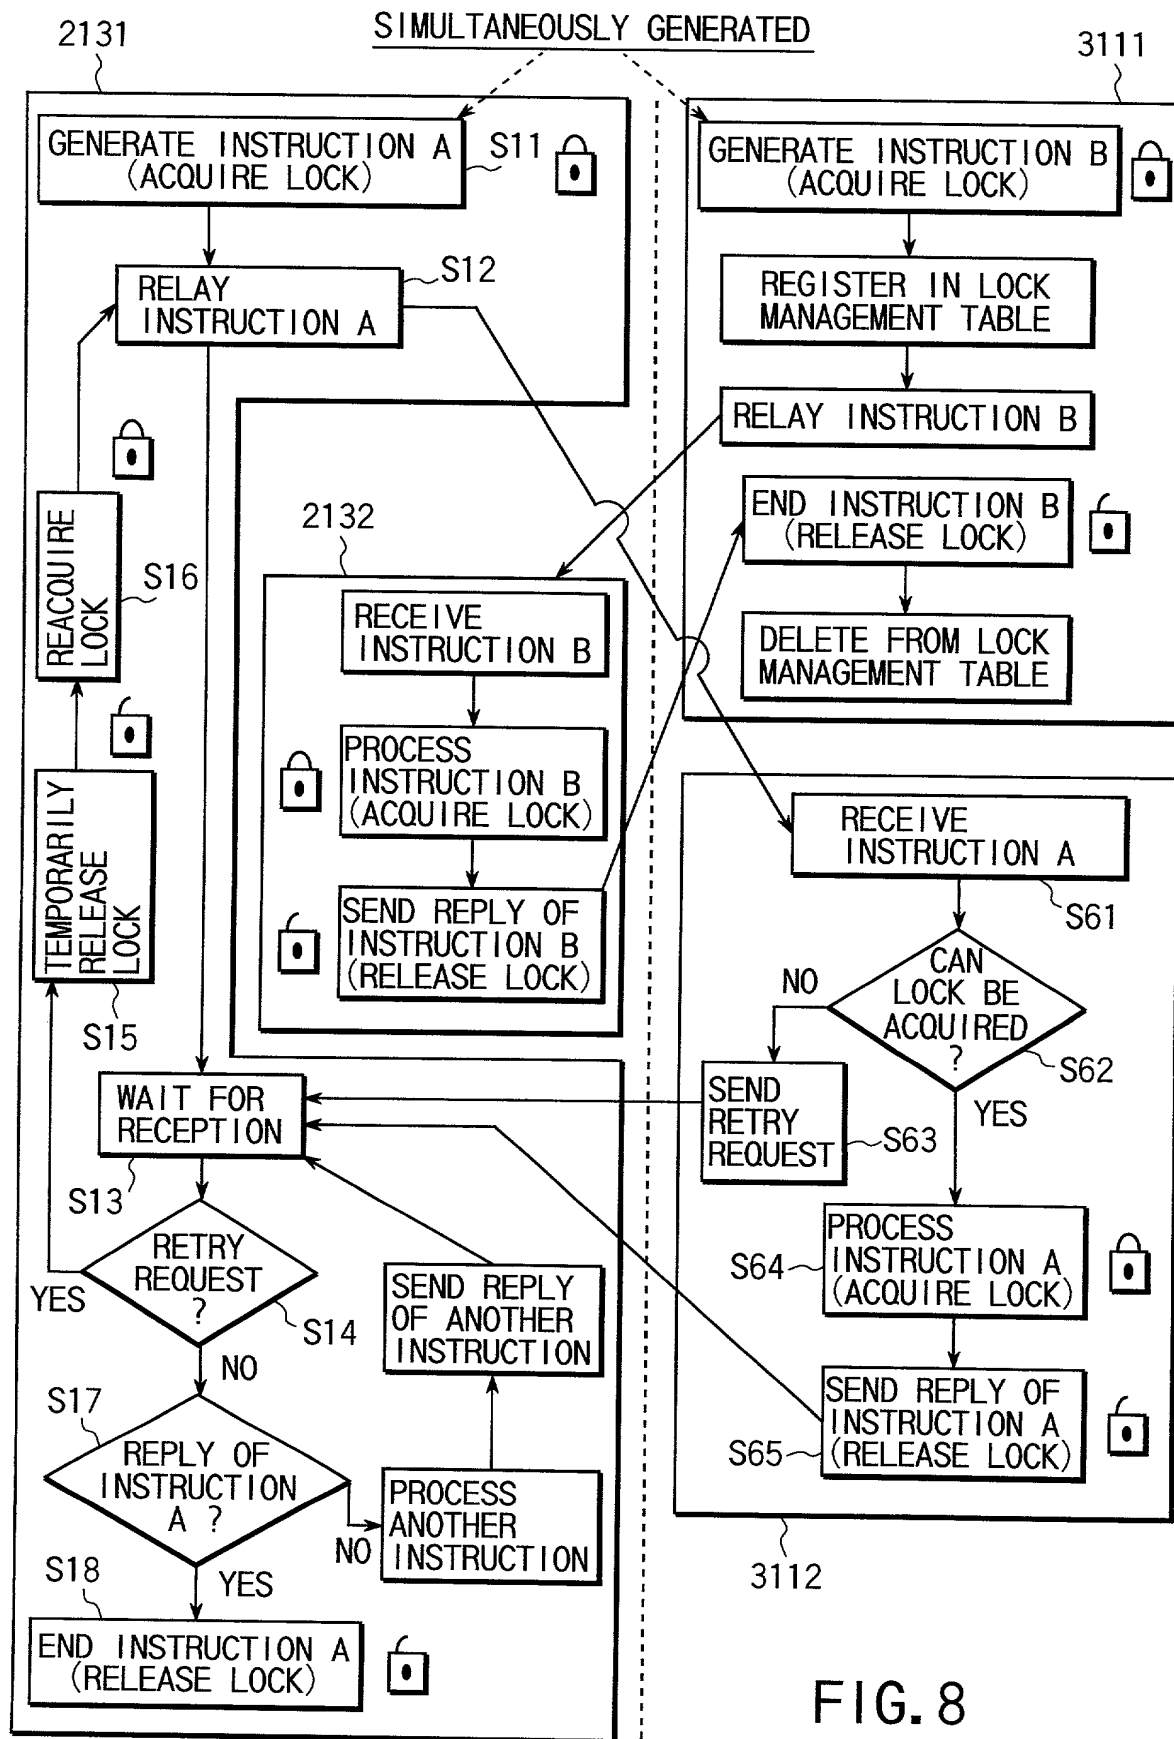 SIMULTANEOUSLY GENERATED
2131
GENERATE INSTRUCTION A
(ACQUIRE LOCK)
S11
RELAY
INSTRUCTION A
S12
REACQUIRE
LOCK
S16
TEMPORARILY
RELEASE
LOCK
S15
2132
RECEIVE
INSTRUCTION B
PROCESS
INSTRUCTION B
(ACQUIRE LOCK)
SEND REPLY OF
INSTRUCTION B
(RELEASE LOCK)
WAIT FOR
RECEPTION
S13
RETRY
REQUEST
?
YES
S14
NO
S17
REPLY OF
INSTRUCTION
A ?
NO
YES
PROCESS
ANOTHER
INSTRUCTION
SEND REPLY
OF ANOTHER
INSTRUCTION
S18
END INSTRUCTION A
(RELEASE LOCK)
3111
GENERATE INSTRUCTION B
(ACQUIRE LOCK)
REGISTER IN LOCK
MANAGEMENT TABLE
RELAY INSTRUCTION B
END INSTRUCTION B
(RELEASE LOCK)
DELETE FROM LOCK
MANAGEMENT TABLE
RECEIVE
INSTRUCTION A
S61
CAN
LOCK BE
ACQUIRED
?
NO
S62
YES
SEND
RETRY
REQUEST
S63
PROCESS
INSTRUCTION A
(ACQUIRE LOCK)
S64
SEND REPLY OF
INSTRUCTION A
(RELEASE LOCK)
S65
3112
FIG. 8